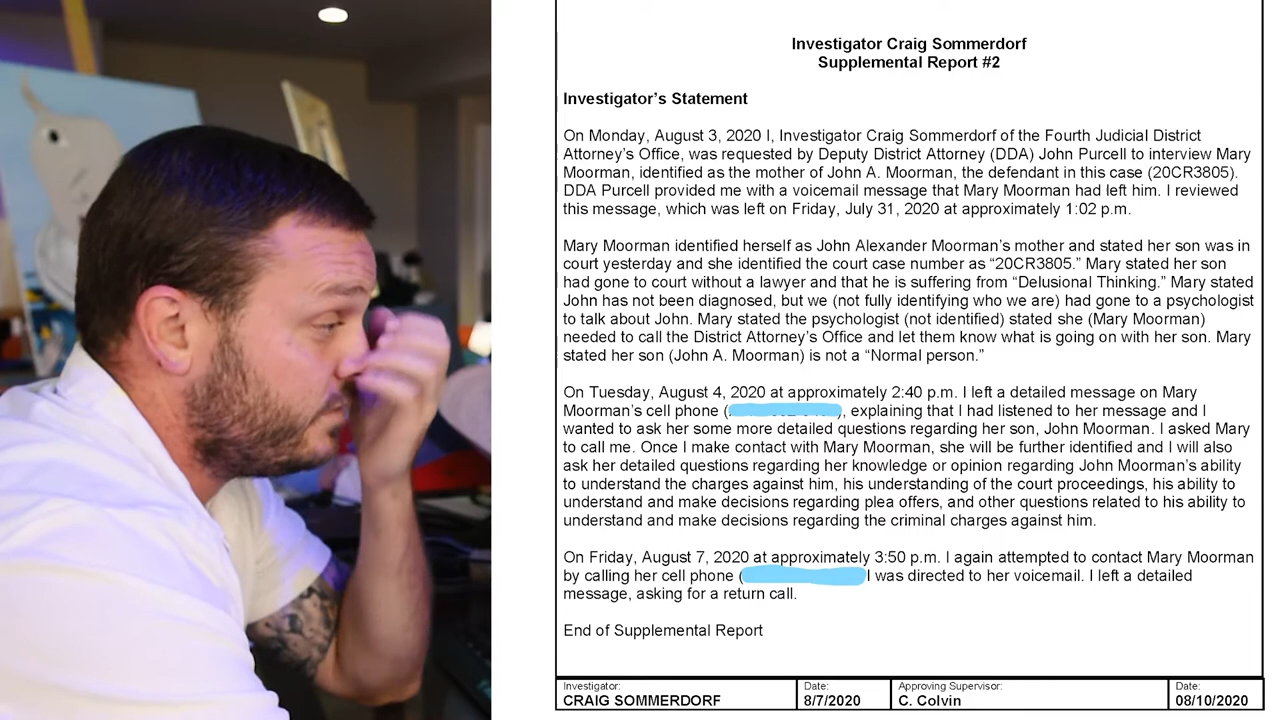 Investigator Craig Sommerdorf
Supplemental Report #2
Investigator's Statement
On Monday, August 3, 2020 I, Investigator Craig Sommerdorf of the Fourth Judicial District
Attorney's Office, was requested by Deputy District Attorney (DDA) John Purcell to interview Mary
Moorman, identified as the mother of John A. Moorman, the defendant in this case (20CR3805).
DDA Purcell provided me with a voicemail message that Mary Moorman had left him. I reviewed
this message, which was left on Friday, July 31, 2020 at approximately 1:02 p.m.
Mary Moorman identified herself as John Alexander Moorman's mother and stated her son was in
court yesterday and she identified the court case number as "20CR3805." Mary stated her son
had gone to court without a lawyer and that he is suffering from "Delusional Thinking." Mary stated
John has not been diagnosed, but we (not fully identifying who we are) had gone to a psychologist
to talk about John. Mary stated the psychologist (not identified) stated she (Mary Moorman)
needed to call the District Attorney's Office and let them know what is going on with her son. Mary
stated her son (John A. Moorman) is not a "Normal person."
On Tuesday, August 4, 2020 at approximately 2:40 p.m. I left a detailed message on Mary
Moorman's cell phone (), explaining that I had listened to her message and I
wanted to ask her some more detailed questions regarding her son, John Moorman. I asked Mary
to call me. Once I make contact with Mary Moorman, she will be further identified and I will also
ask her detailed questions regarding her knowledge or opinion regarding John Moorman's ability
to understand the charges against him, his understanding of the court proceedings, his ability to
understand and make decisions regarding plea offers, and other questions related to his ability to
understand and make decisions regarding the criminal charges against him.
On Friday, August 7, 2020 at approximately 3:50 p.m. I again attempted to contact Mary Moorman
by calling her cell phone ( I was directed to her voicemail. I left a detailed
message, asking for a return call.
End of Supplemental Report
Investigator:
CRAIG SOMMERDORF
Date:
8/7/2020
Approving Supervisor:
C. Colvin
Date:
08/10/2020